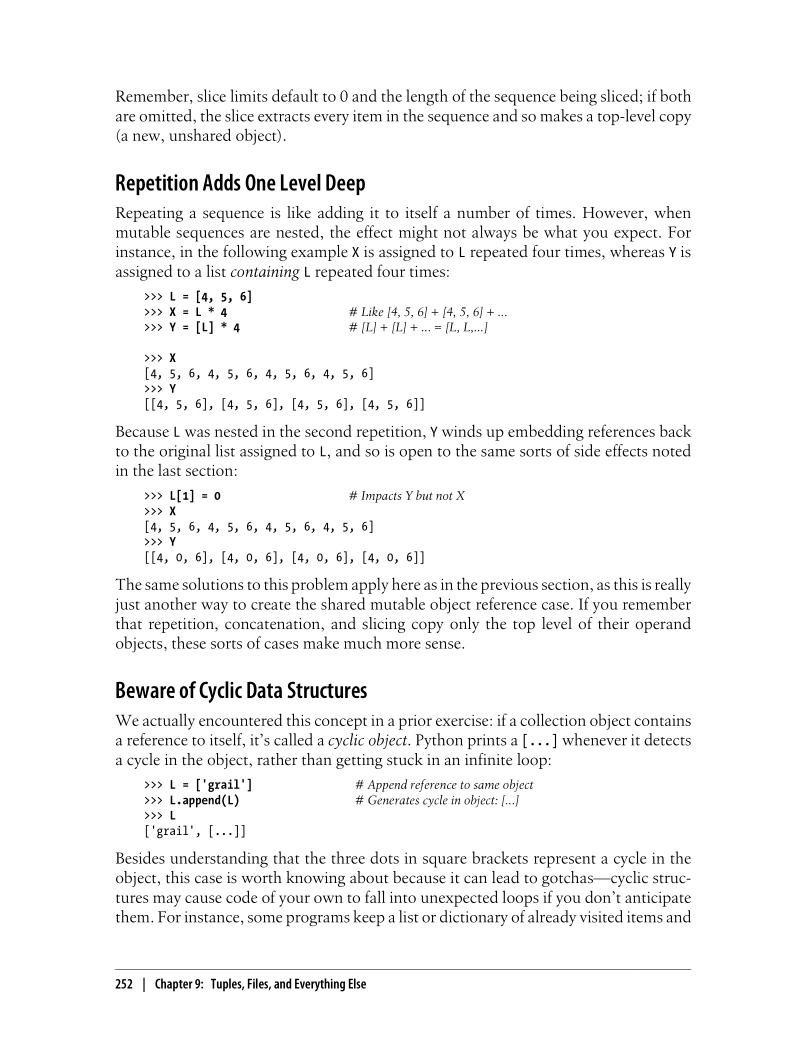 Remember, slice limits default to 0 and the length of the sequence being sliced; if both
are omitted, the slice extracts every item in the sequence and so makes a top-level copy
(a new, unshared object).
Repetition Adds One Level Deep
Repeating a sequence is like adding it to itself a number of times. However, when
mutable sequences are nested, the effect might not always be what you expect. For
instance, in the following example X is assigned to L repeated four times, whereas Y is
assigned to a list containing L repeated four times:
>>> L = [4, 5, 6]
>>> X = L * 4 # Like [4, 5, 6] + [4, 5, 6] + ...
>>> Y = [L] * 4 # [L] + [L] + ... = [L, L,...]
>>> X
[4, 5, 6, 4, 5, 6, 4, 5, 6, 4, 5, 6]
>>> Y
[[4, 5, 6], [4, 5, 6], [4, 5, 6], [4, 5, 6]]
Because L was nested in the second repetition, Y winds up embedding references back
to the original list assigned to L, and so is open to the same sorts of side effects noted
in the last section:
>>> L[1] = 0 # Impacts Y but not X
>>> X
[4, 5, 6, 4, 5, 6, 4, 5, 6, 4, 5, 6]
>>> Y
[[4, 0, 6], [4, 0, 6], [4, 0, 6], [4, 0, 6]]
The same solutions to this problem apply here as in the previous section, as this is really
just another way to create the shared mutable object reference case. If you remember
that repetition, concatenation, and slicing copy only the top level of their operand
objects, these sorts of cases make much more sense.
Beware of Cyclic Data Structures
We actually encountered this concept in a prior exercise: if a collection object contains
a reference to itself, it's called a cyclic object. Python prints a [...] whenever it detects
a cycle in the object, rather than getting stuck in an infinite loop:
>>> L = ['grail'] # Append reference to same object
>>> L.append(L) # Generates cycle in object: [...]
>>> L
['grail', [...]]
Besides understanding that the three dots in square brackets represent a cycle in the
object, this case is worth knowing about because it can lead to gotchas—cyclic struc-
tures may cause code of your own to fall into unexpected loops if you don't anticipate
them. For instance, some programs keep a list or dictionary of already visited items and
252 | Chapter 9: Tuples, Files, and Everything Else